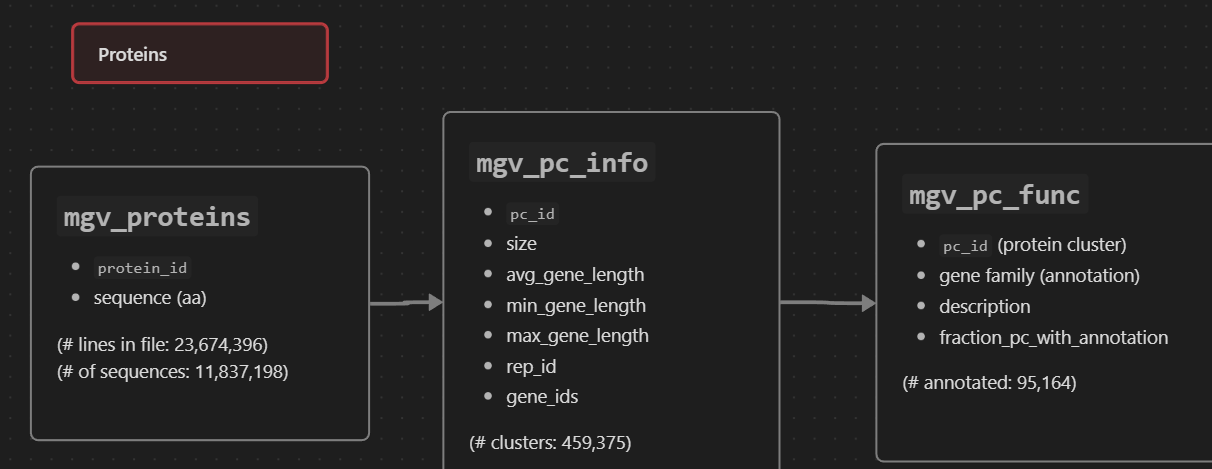 Proteins
mgv_proteins
protein_id
sequence (aa)
(# lines in file: 23,674,396)
(# of sequences: 11,837,198)
mgv_pc_info
pc_id
size
avg_gene_length
min_gene_length
max_gene_length
rep_id
gene_ids
(# clusters: 459,375)
mgv_pc_func
pc_id (protein cluster)
gene family (annotation)
description
fraction_pc_with_annotation
(# annotated: 95,164)